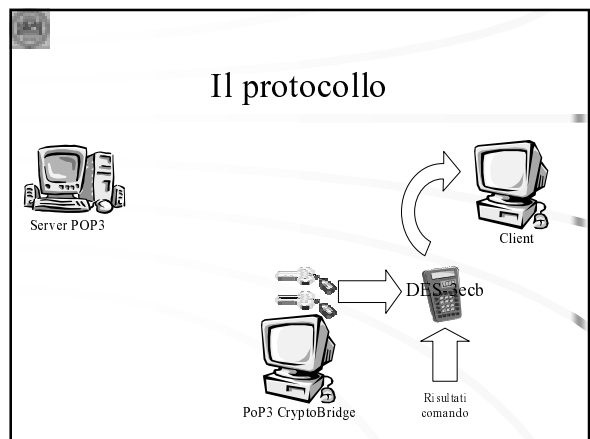 Il protocollo
Server POP3
Client
DES-3ecb
PoP3 CryptoBridge
Risultati
comando